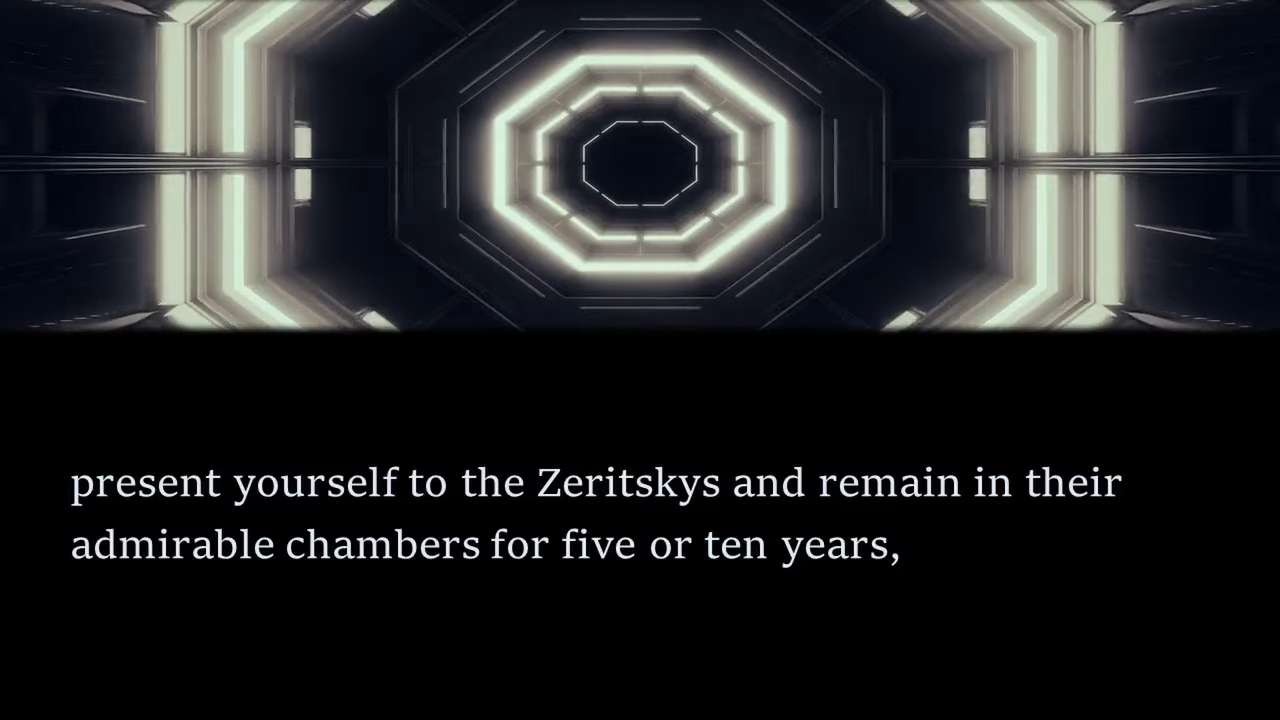 present yourself to the Zeritskys and remain in their
admirable chambers for five or ten years,